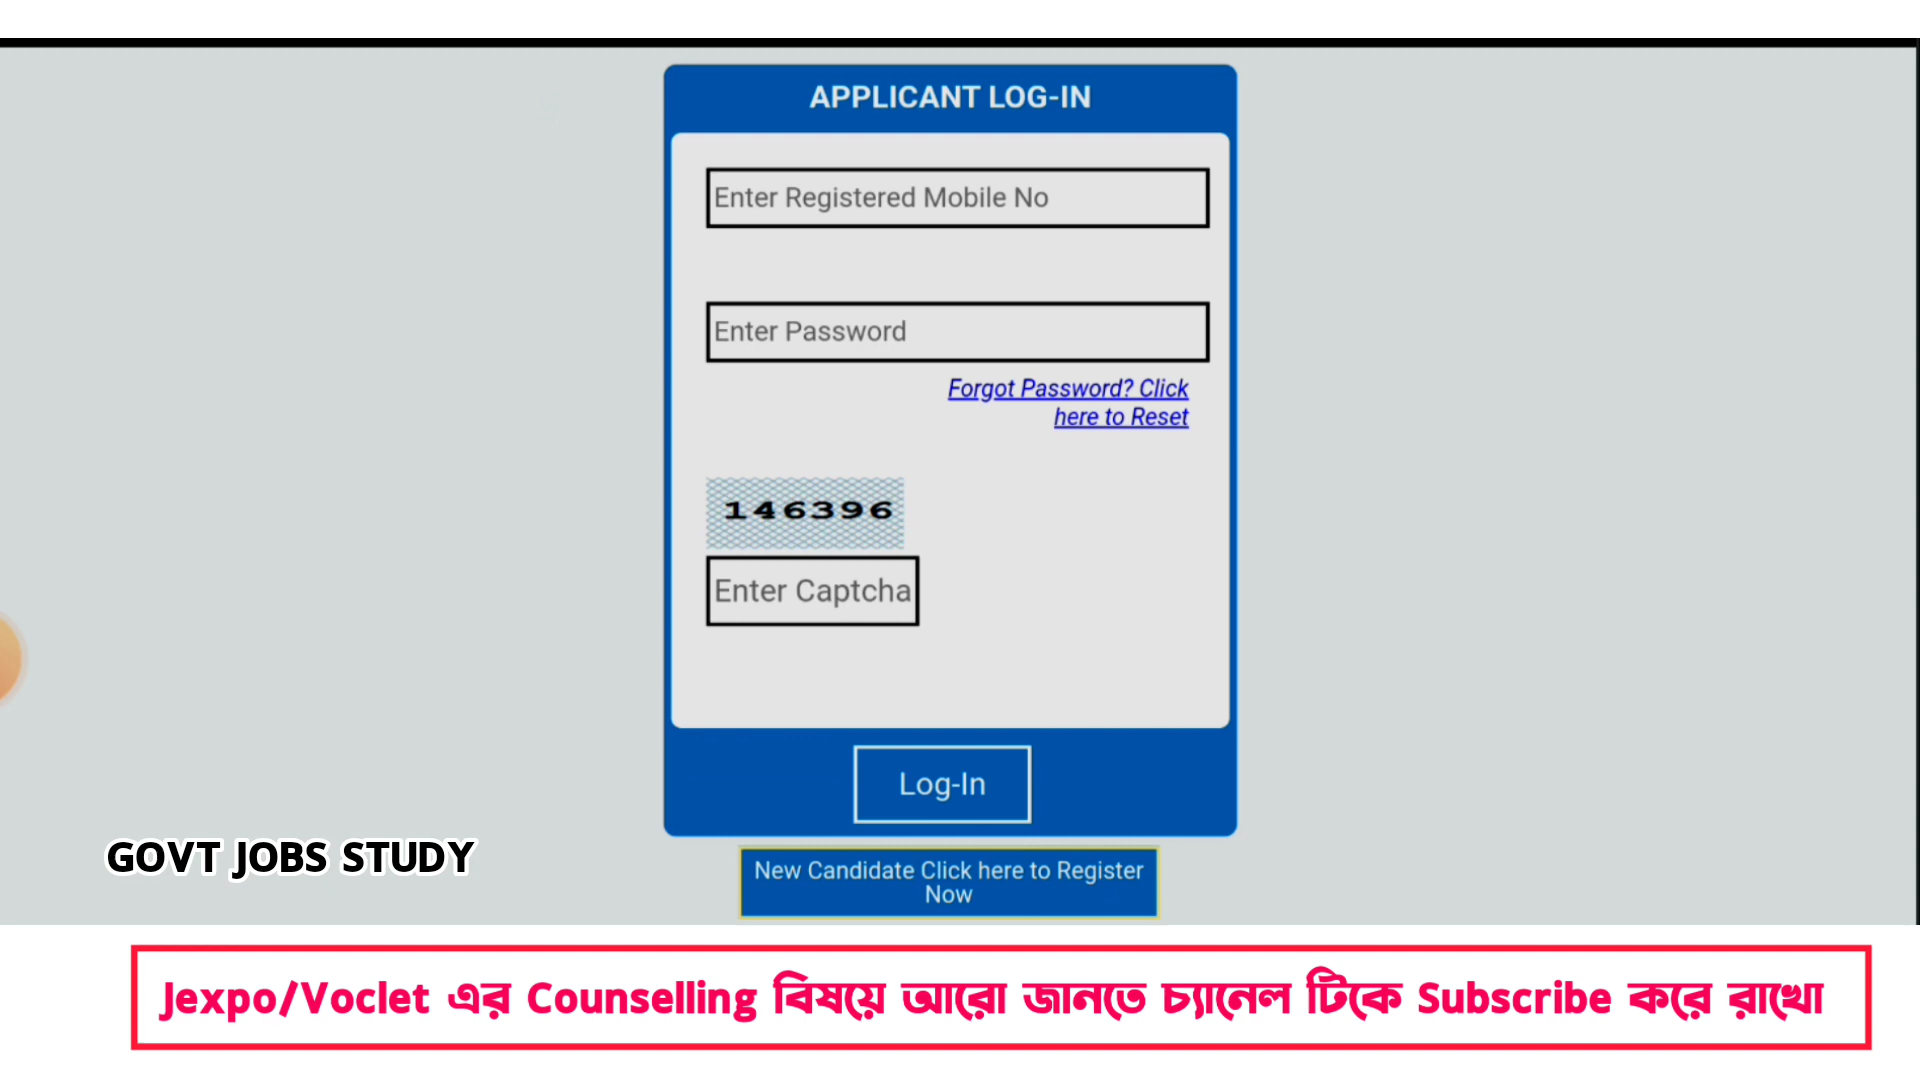 APPLICANT LOG-IN
Enter Registered Mobile No
Enter Password
Forgot Password? Click
here to Reset
146396
Enter Captcha
Log-In
New Candidate Click here to Register
Now
GOVT JOBS STUDY
Jexpo/Voclet এর Counselling বিষয়ে আরো জানতে চ্যানেল টিকে Subscribe করে রাখো